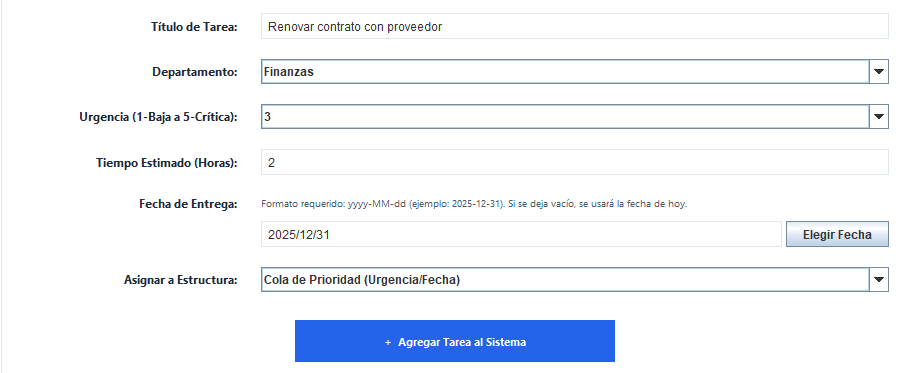 Título de Tarea: Renovar contrato con proveedor
Departamento: Finanzas
Urgencia (1-Baja a 5-Crítica): 3
Tiempo Estimado (Horas): 2
Fecha de Entrega: Formato requerido: yyyy-MM-dd (ejemplo: 2025-12-31). Si se deja vacío, se usará la fecha de hoy.
2025/12/31 Elegir Fecha
Asignar a Estructura: Cola de Prioridad (Urgencia/Fecha)
+ Agregar Tarea al Sistema